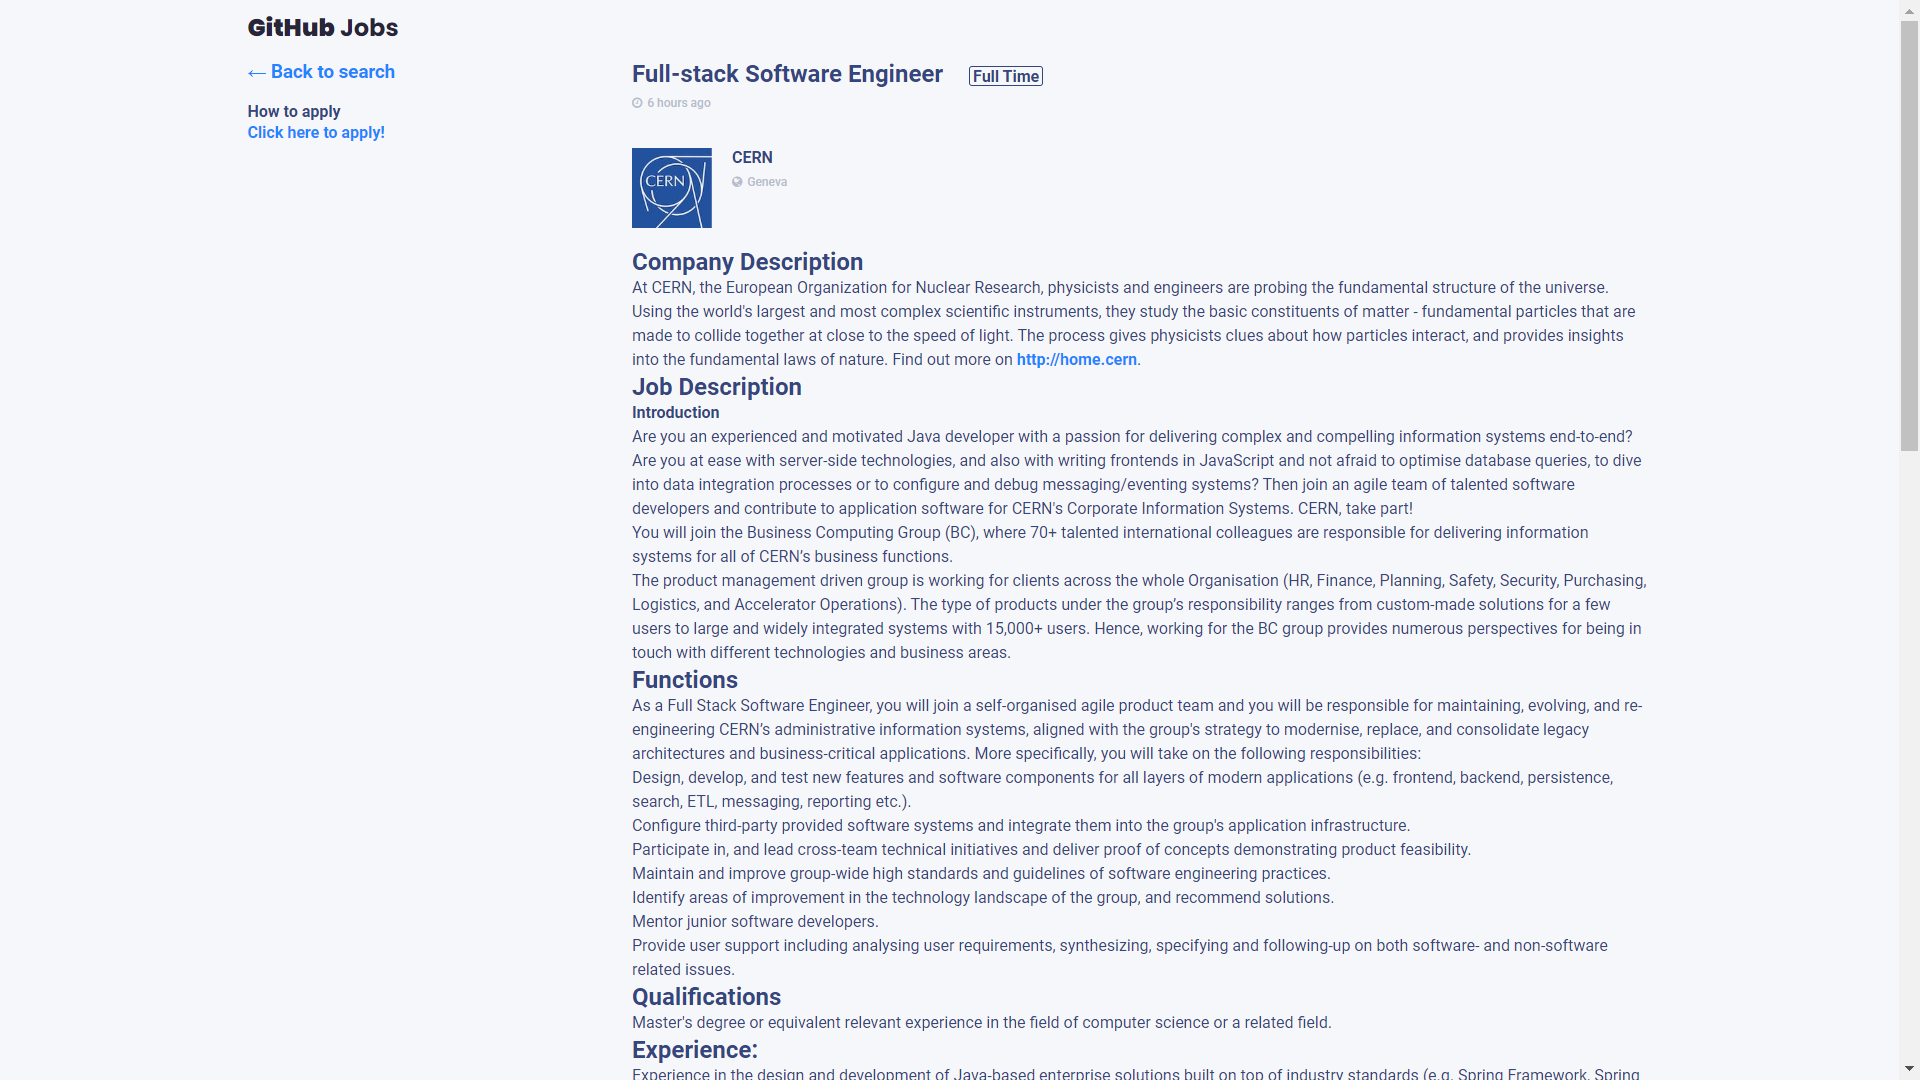 GitHub Jobs
Back to search
How to apply
Click here to apply!
Full-stack Software Engineer Full Time
6 hours ago
CERN
CERN
Geneva
Company Description
At CERN, the European Organization for Nuclear Research, physicists and engineers are probing the fundamental structure of the universe.
Using the world's largest and most complex scientific instruments, they study the basic constituents of matter - fundamental particles that are
made to collide together at close to the speed of light. The process gives physicists clues about how particles interact, and provides insights
into the fundamental laws of nature. Find out more on http://home.cern.
Job Description
Introduction
Are you an experienced and motivated Java developer with a passion for delivering complex and compelling information systems end-to-end?
Are you at ease with server-side technologies, and also with writing frontends in JavaScript and not afraid to optimise database queries, to dive
into data integration processes or to configure and debug messaging/eventing systems? Then join an agile team of talented software
developers and contribute to application software for CERN's Corporate Information Systems. CERN, take part!
You will join the Business Computing Group (BC), where 70+ talented international colleagues are responsible for delivering information
systems for all of CERN’s business functions.
The product management driven group is working for clients across the whole Organisation (HR, Finance, Planning, Safety, Security, Purchasing,
Logistics, and Accelerator Operations). The type of products under the group’s responsibility ranges from custom-made solutions for a few
users to large and widely integrated systems with 15,000+ users. Hence, working for the BC group provides numerous perspectives for being in
touch with different technologies and business areas.
Functions
As a Full Stack Software Engineer, you will join a self-organised agile product team and you will be responsible for maintaining, evolving, and re-
engineering CERN’s administrative information systems, aligned with the group's strategy to modernise, replace, and consolidate legacy
architectures and business-critical applications. More specifically, you will take on the following responsibilities:
Design, develop, and test new features and software components for all layers of modern applications (e.g. frontend, backend, persistence,
search, ETL, messaging, reporting etc.).
Configure third-party provided software systems and integrate them into the group's application infrastructure.
Participate in, and lead cross-team technical initiatives and deliver proof of concepts demonstrating product feasibility.
Maintain and improve group-wide high standards and guidelines of software engineering practices.
Identify areas of improvement in the technology landscape of the group, and recommend solutions.
Mentor junior software developers.
Provide user support including analysing user requirements, synthesizing, specifying and following-up on both software- and non-software
related issues.
Qualifications
Master's degree or equivalent relevant experience in the field of computer science or a related field.
Experience:
Experience in the design and development of Java-based enterprise solutions built on top of industry standards (e.g. Spring Framework, Spring